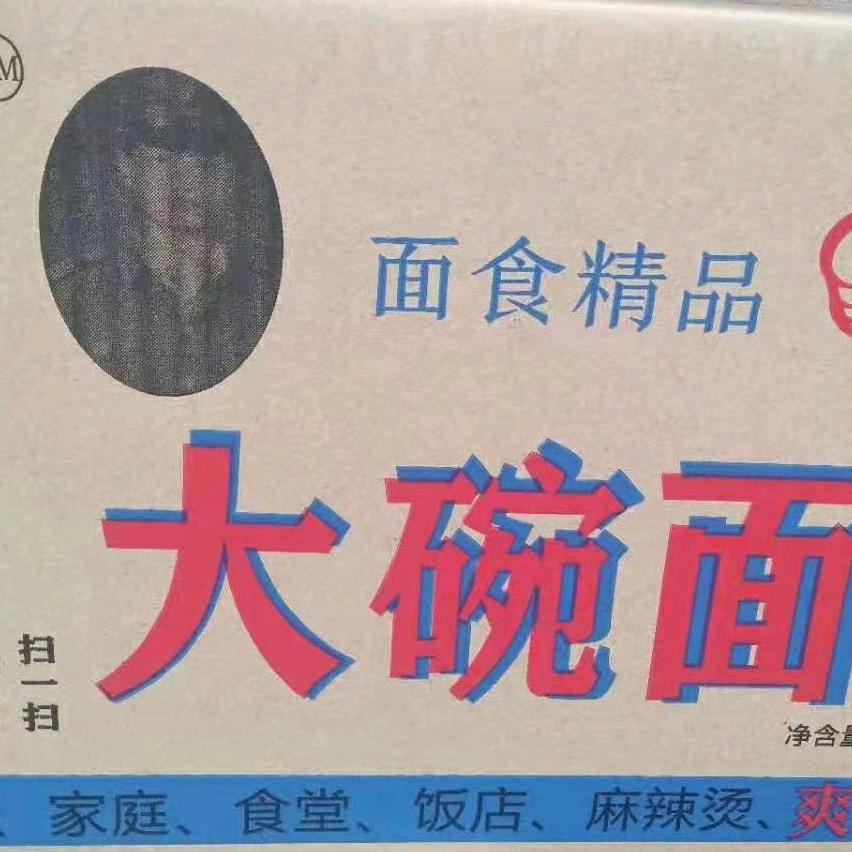 面食精品
大碗面
扫一扫
净含量
、家庭、食堂、饭店、麻辣烫、爽